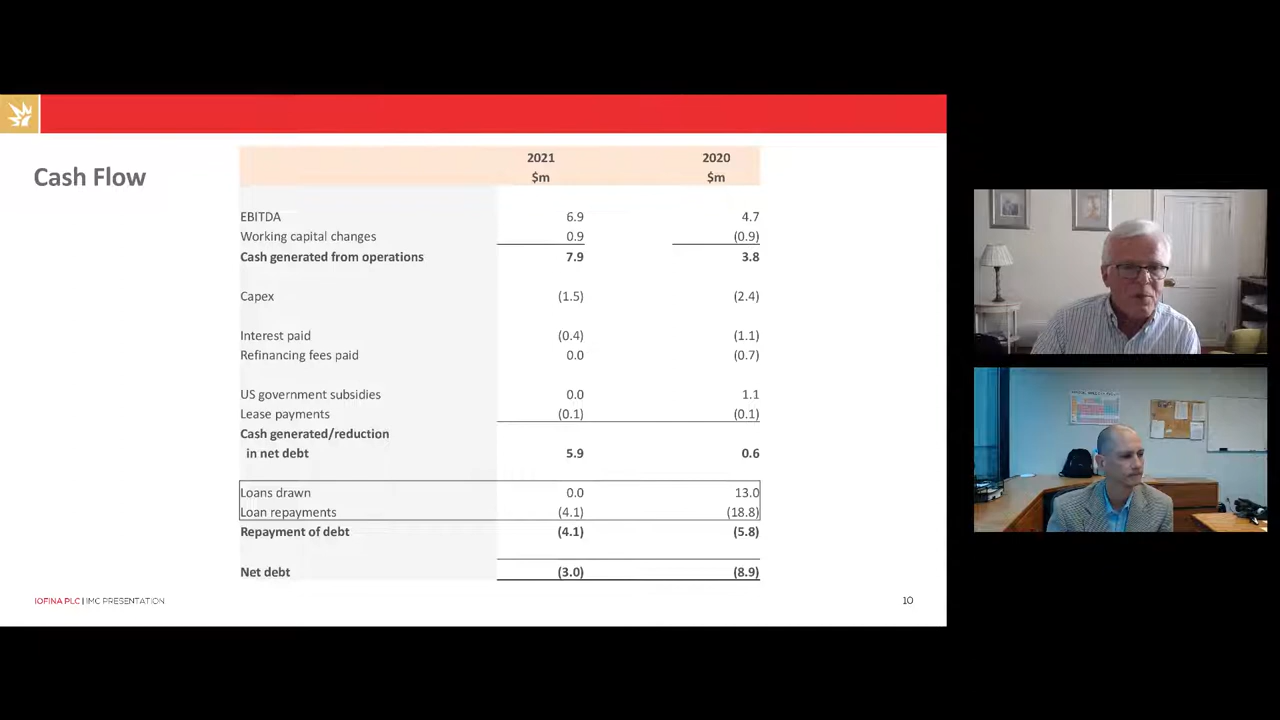 Cash Flow
2021 2020
$m $m
EBITDA 6.9 4.7
Working capital changes 0.9 (0.9)
Cash generated from operations 7.9 3.8
Capex (1.5) (2.4)
Interest paid (0.4) (1.1)
Refinancing fees paid 0.0 (0.7)
US government subsidies 0.0 1.1
Lease payments (0.1) (0.1)
Cash generated/reduction
in net debt 5.9 0.6
Loans drawn 0.0 13.0
Loan repayments (4.1) (18.8)
Repayment of debt (4.1) (5.8)
Net debt (3.0) (8.9)
IOFINA PLC | IMC PRESENTATION 10